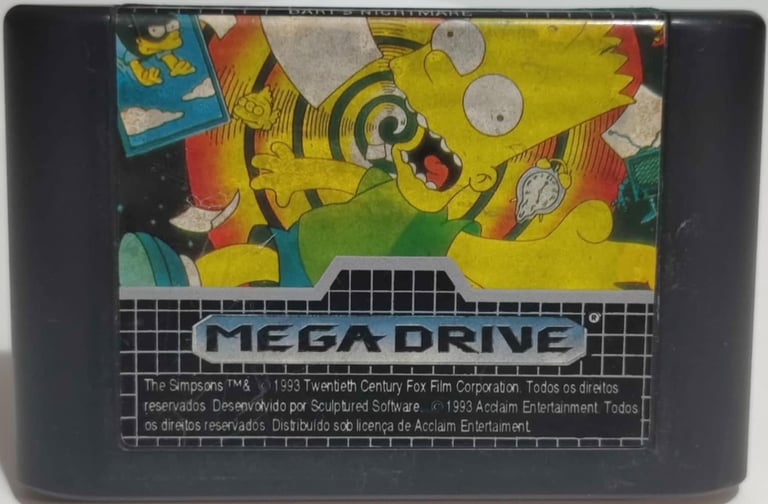 BART'S NIGHTMARE
MEGA DRIVE ®
The Simpsons TM& © 1993 Twentieth Century Fox Film Corporation. Todos os direitos
reservados. Desenvolvido por Sculptured Software. © 1993 Acclaim Entertainment. Todos
os direitos reservados. Distribuído sob licença de Acclaim Entertaiment.